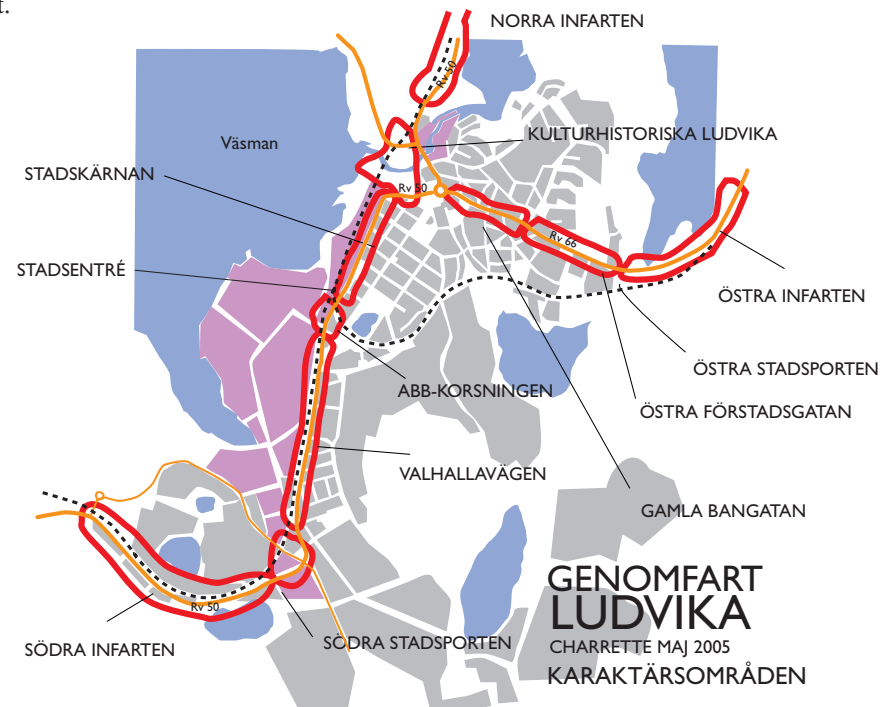 t.
NORRA INFARTEN
Rv 50
KULTURHISTORISKA LUDVIKA
Väsman
STADSKÄRNAN
Rv 50
Rv 66
STADSENTRÉ
ÖSTRA INFARTEN
ÖSTRA STADSPORTEN
ABB-KORSNINGEN
ÖSTRA FÖRSTADSGATAN
VALHALLAVÄGEN
GAMLA BANGATAN
GENOMFART
LUDVIKA
CHARRETTE MAJ 2005
KARAKTÄRSOMRÅDEN
Rv 50
SÖDRA INFARTEN
SÖDRA STADSPORTEN